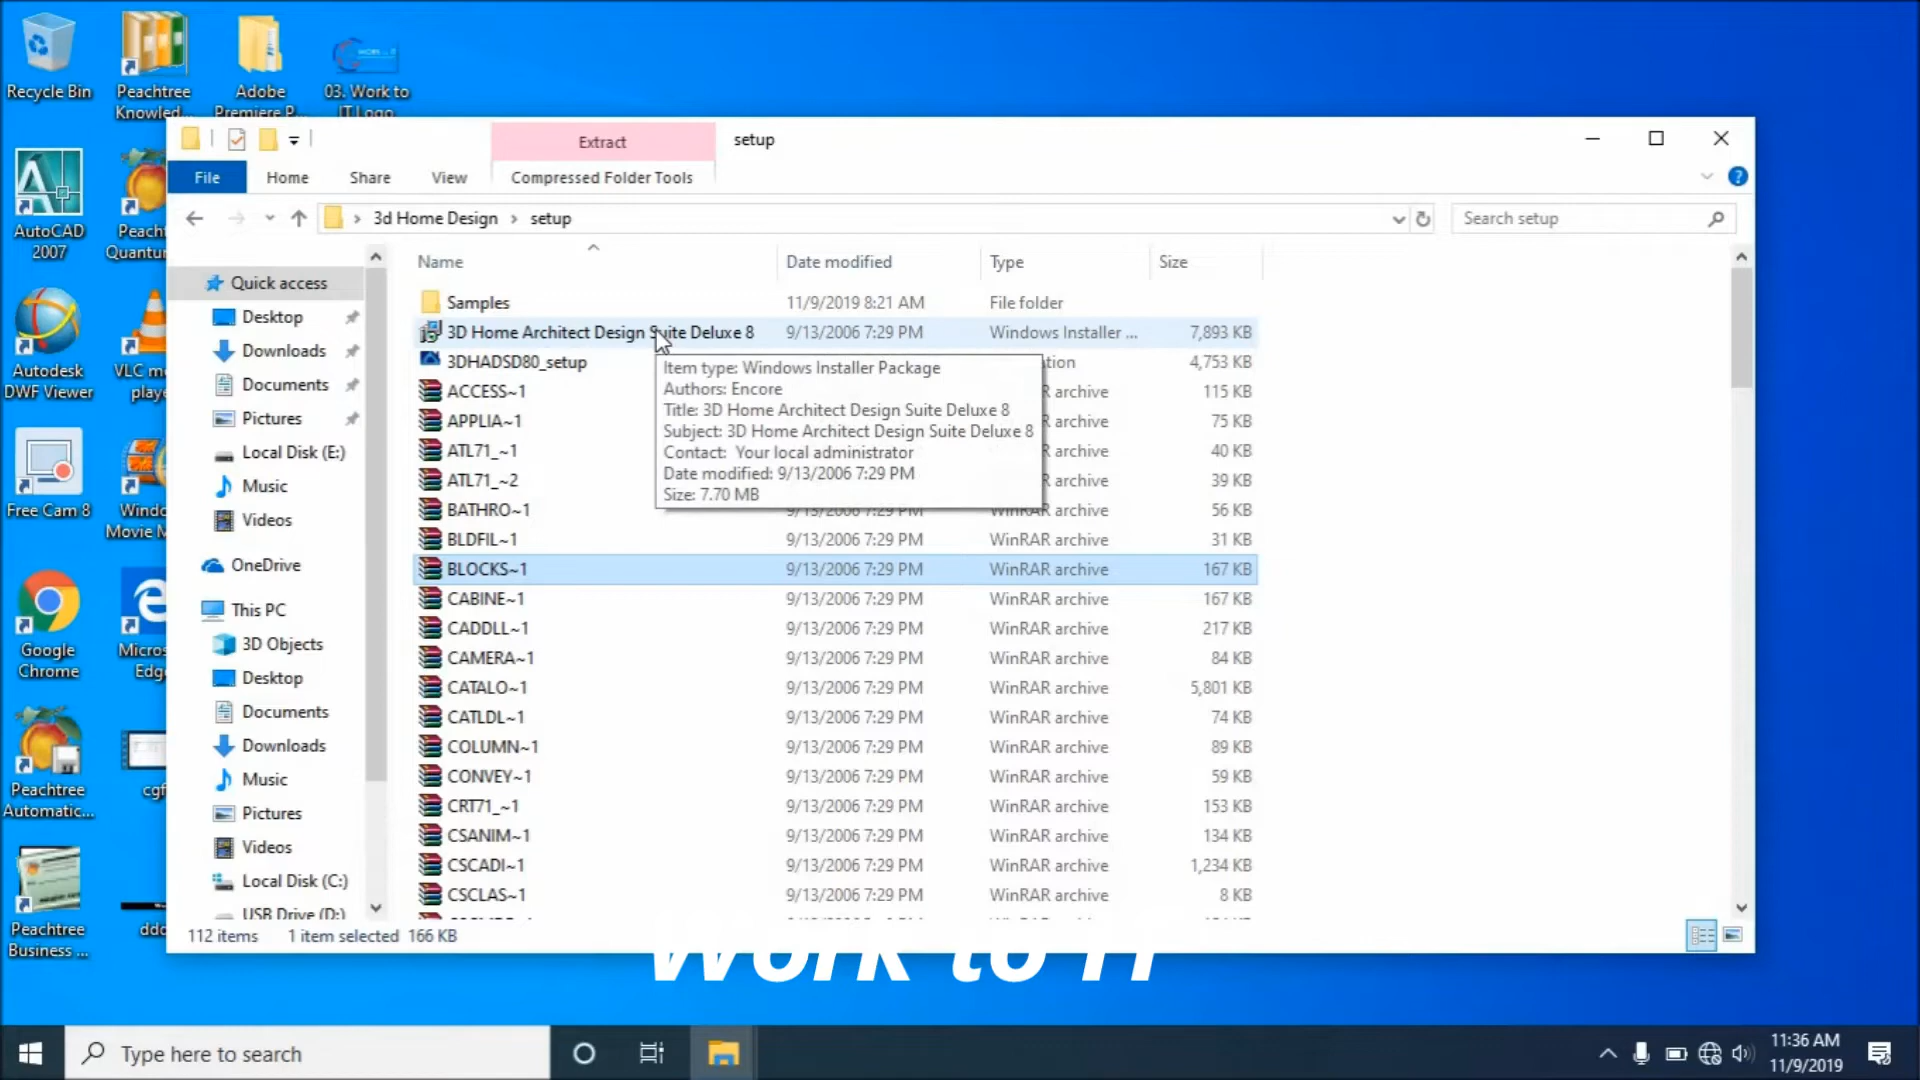 Recycle Bin
Peachtree
Knowled...
Adobe
Premiere P...
03. Work to
IT Logo
AutoCAD
2007
Peacht
Quantun
Autodesk
DWF Viewer
VLC me
playe
Free Cam 8
Windo
Movie M
Google
Chrome
Micros
Edg
Peachtree
Automatic...
cgf
Peachtree
Business ...
ddd
Extract
setup
File
Home
Share
View
Compressed Folder Tools
3d Home Design > setup
Search setup
Quick access
Desktop
Downloads
Documents
Pictures
Local Disk (E:)
Music
Videos
OneDrive
This PC
3D Objects
Desktop
Documents
Downloads
Music
Pictures
Videos
Local Disk (C:)
USB Drive (D:)
Name Date modified Type Size
Samples 11/9/2019 8:21 AM File folder
3D Home Architect Design Suite Deluxe 8 9/13/2006 7:29 PM Windows Installer ... 7,893 KB
3DHADSD80_setup tion 4,753 KB
ACCESS~1 R archive 115 KB
APPLIA~1 R archive 75 KB
ATL71_~1 R archive 40 KB
ATL71_~2 R archive 39 KB
BATHRO~1 9/13/2006 7:29 PM WinRAR archive 56 KB
BLDFIL~1 9/13/2006 7:29 PM WinRAR archive 31 KB
BLOCKS~1 9/13/2006 7:29 PM WinRAR archive 167 KB
CABINE~1 9/13/2006 7:29 PM WinRAR archive 167 KB
CADDLL~1 9/13/2006 7:29 PM WinRAR archive 217 KB
CAMERA~1 9/13/2006 7:29 PM WinRAR archive 84 KB
CATALO~1 9/13/2006 7:29 PM WinRAR archive 5,801 KB
CATLDL~1 9/13/2006 7:29 PM WinRAR archive 74 KB
COLUMN~1 9/13/2006 7:29 PM WinRAR archive 89 KB
CONVEY~1 9/13/2006 7:29 PM WinRAR archive 59 KB
CRT71_~1 9/13/2006 7:29 PM WinRAR archive 153 KB
CSANIM~1 9/13/2006 7:29 PM WinRAR archive 134 KB
CSCADI~1 9/13/2006 7:29 PM WinRAR archive 1,234 KB
CSCLAS~1 9/13/2006 7:29 PM WinRAR archive 8 KB
Item type: Windows Installer Package
Authors: Encore
Title: 3D Home Architect Design Suite Deluxe 8
Subject: 3D Home Architect Design Suite Deluxe 8
Contact: Your local administrator
Date modified: 9/13/2006 7:29 PM
Size: 7.70 MB
112 items 1 item selected 166 KB
Work to IT
Type here to search
11:36 AM
11/9/2019